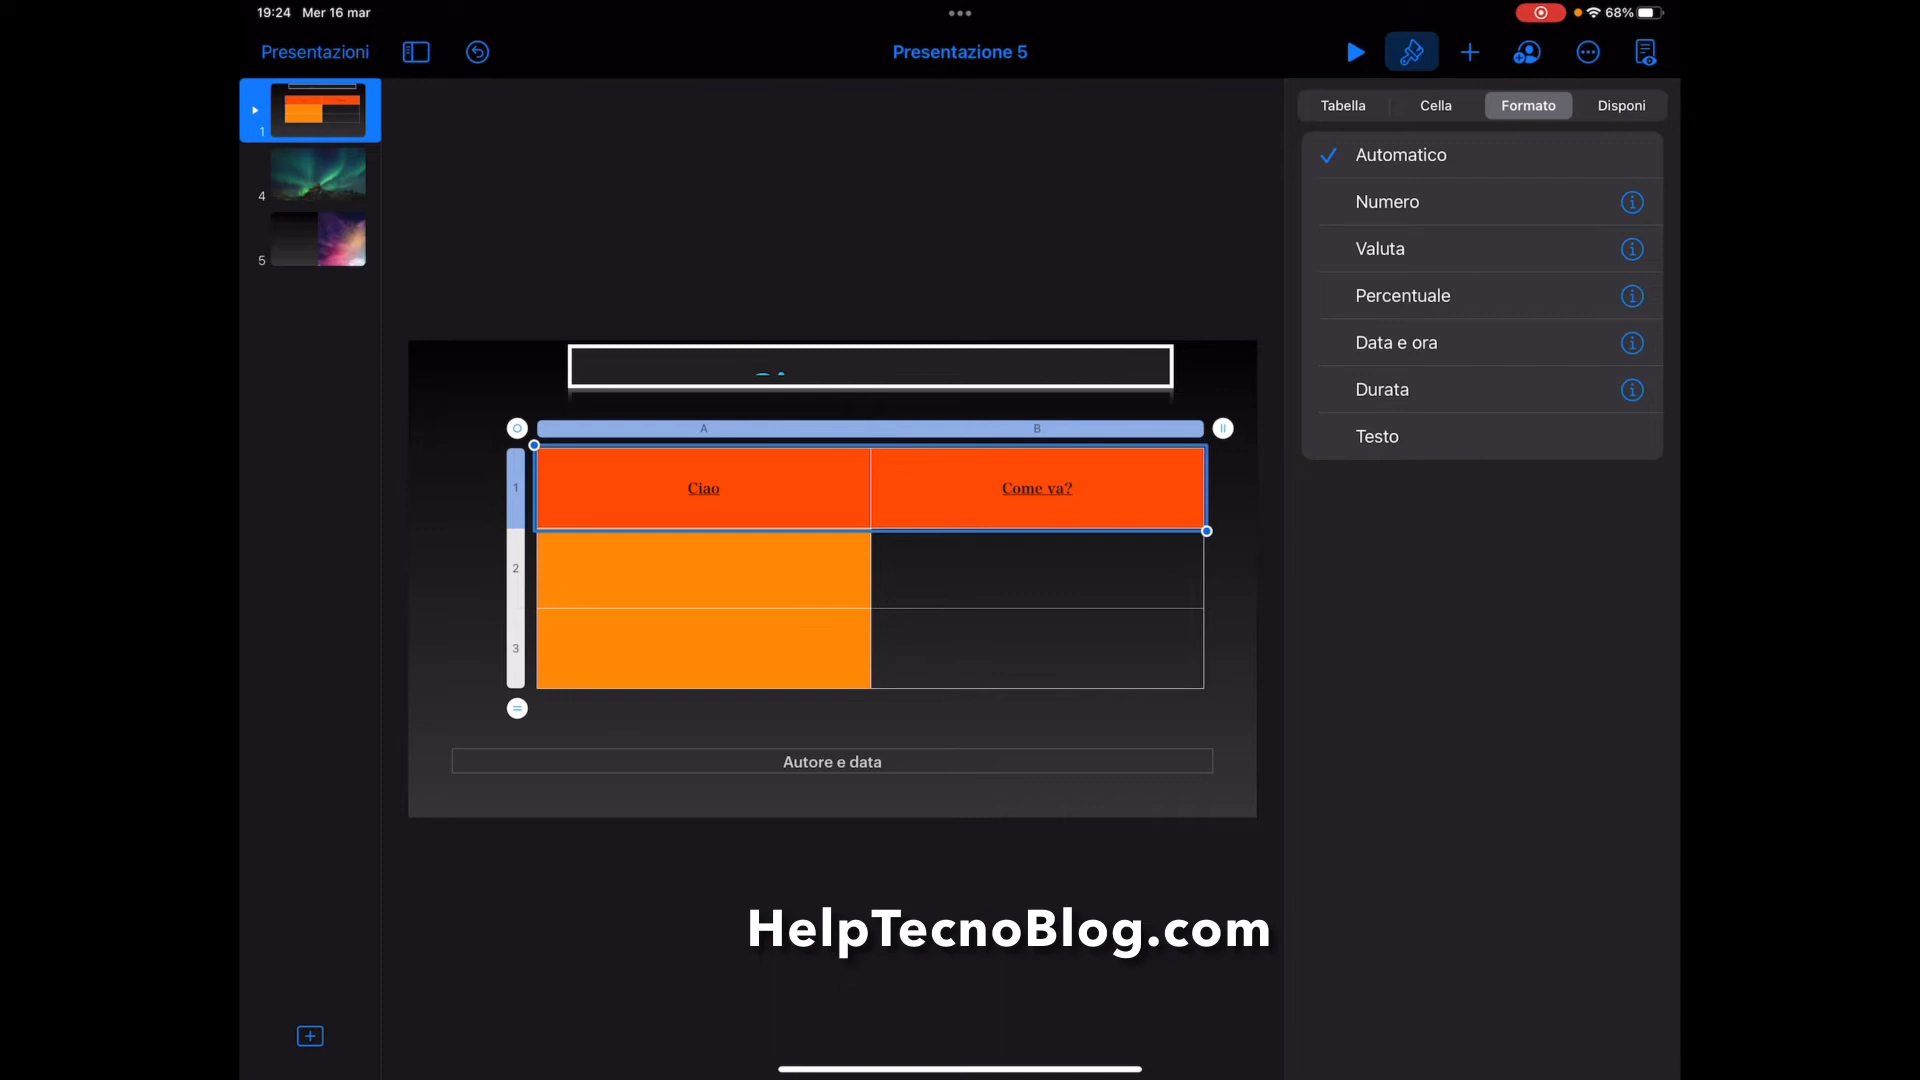 19:24 Mer 16 mar
68%
Presentazioni
Presentazione 5
Tabella Cella Formato Disponi
1
4
5
Automatico
Numero
Valuta
Percentuale
Data e ora
Durata
Testo
A B
1 Ciao Come va?
2
3
Autore e data
HelpTecnoBlog.com